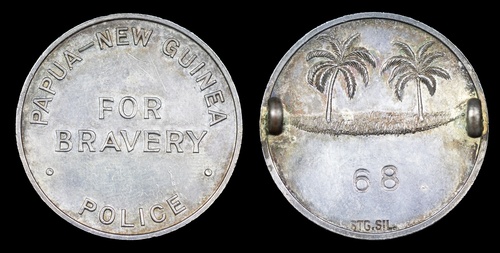 PAPUA-NEW GUINEA
FOR
BRAVERY
• POLICE •
68
STG.SIL.